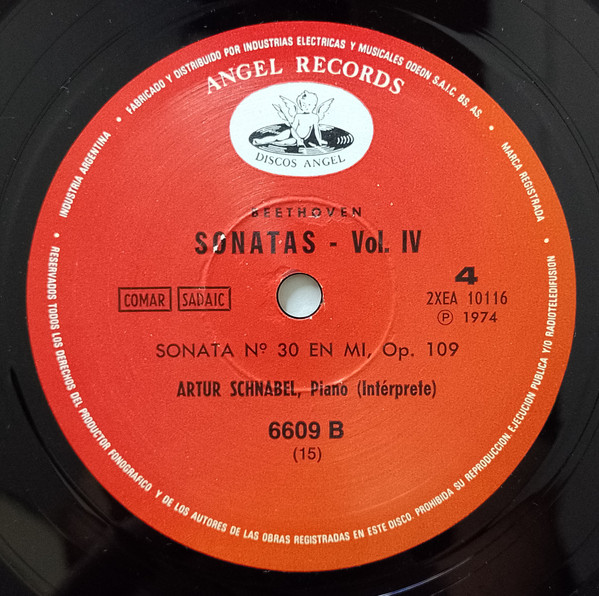 INDUSTRIA ARGENTINA • FABRICADO Y DISTRIBUIDO POR INDUSTRIAS ELECTRICAS Y MUSICALES ODEON S.A.I.C. BS. AS. • MARCA REGISTRADA
ANGEL RECORDS
DISCOS ANGEL
BEETHOVEN
SONATAS - Vol. IV
COMAR SADAIC
4
2XEA 10116
Ⓟ 1974
SONATA Nº 30 EN MI, Op. 109
ARTUR SCHNABEL, Piano (Intérprete)
6609 B
(15)
• RESERVADOS TODOS LOS DERECHOS DEL PRODUCTOR FONOGRAFICO Y DE LOS AUTORES DE LAS OBRAS REGISTRADAS EN ESTE DISCO. PROHIBIDA SU REPRODUCCION, EJECUCION PUBLICA Y/O RADIOTELEDIFUSION •